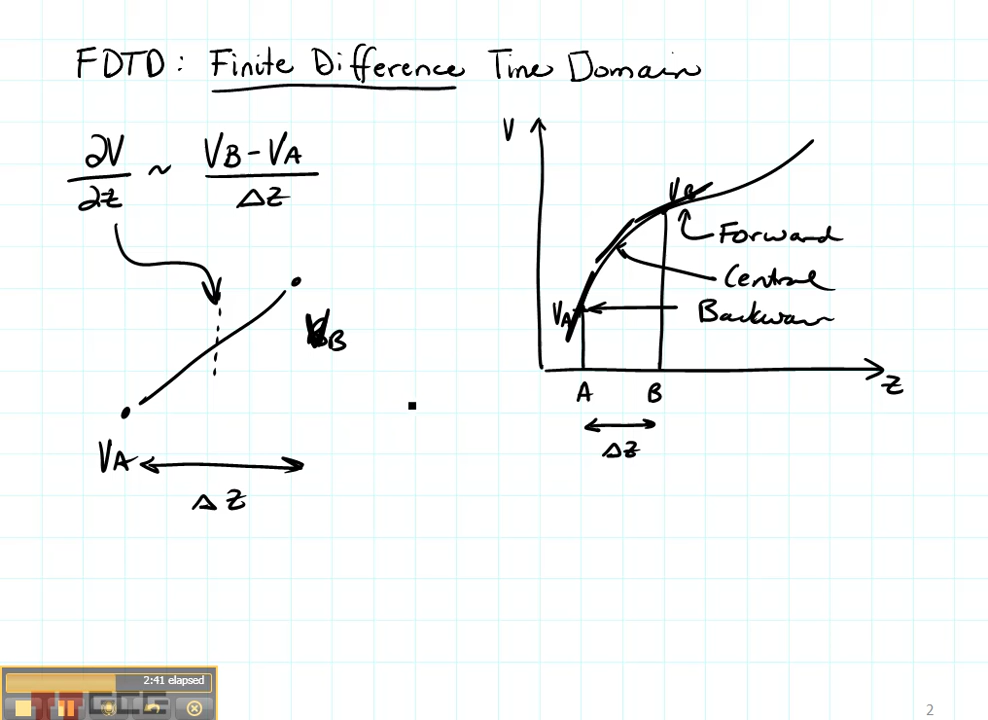 FDTD: Finite Difference Time Domain
∂V/∂z ~ (VB - VA)/ΔZ
VB
VA
ΔZ
V
VB
Forward
Central
VA
Backwar
A
B
Z
ΔZ
2:41 elapsed
2